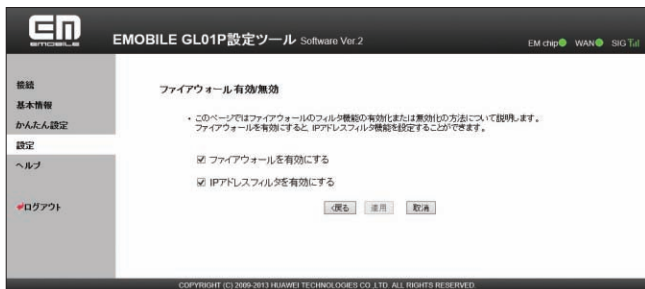 EM
EMOBILE
EMOBILE GL01P設定ツール Software Ver.2
EM chip WAN SIG
接続
基本情報
かんたん設定
設定
ヘルプ
ログアウト
ファイアウォール有効/無効
・このページではファイアウォールのフィルタ機能の有効化または無効化の方法について説明します。
ファイアウォールを有効にすると、IPアドレスフィルタ機能を設定することができます。
ファイアウォールを有効にする
IPアドレスフィルタを有効にする
<戻る 適用 取消
COPYRIGHT (C) 2009-2013 HUAWEI TECHNOLOGIES CO.,LTD. ALL RIGHTS RESERVED.